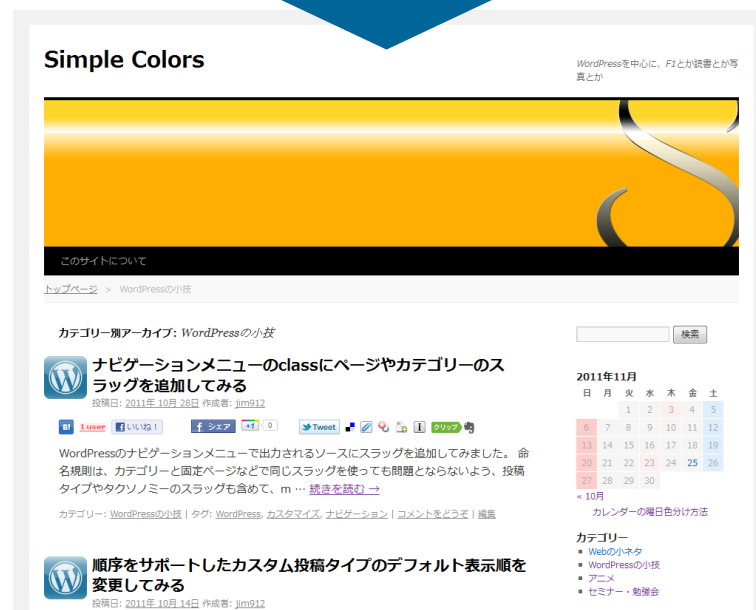 Simple Colors
WordPressを中心に、F1とか読書とか写
真とか
このサイトについて
トップページ > WordPressの小技
カテゴリー別アーカイブ: WordPressの小技
ナビゲーションメニューのclassにページやカテゴリーのス
ラッグを追加してみる
投稿日: 2011年 10月 28日 作成者: jim912
B! 1 user いいね! f シェア +1 0 Tweet クリップ
WordPressのナビゲーションメニューで出力されるソースにスラッグを追加してみました。 命
名規則は、カテゴリーと固定ページなどで同じスラッグを使っても問題とならないよう、投稿
タイプやタクソノミーのスラッグも含めて、m … 続きを読む →
カテゴリー: WordPressの小技 | タグ: WordPress, カスタマイズ, ナビゲーション | コメントをどうぞ | 編集
順序をサポートしたカスタム投稿タイプのデフォルト表示順を
変更してみる
投稿日: 2011年 10月 14日 作成者: jim912
検索
2011年11月
日 月 火 水 木 金 土
1 2 3 4 5
6 7 8 9 10 11 12
13 14 15 16 17 18 19
20 21 22 23 24 25 26
27 28 29 30
« 10月
カレンダーの曜日色分け方法
カテゴリー
Webの小ネタ
WordPressの小技
アニメ
セミナー・勉強会